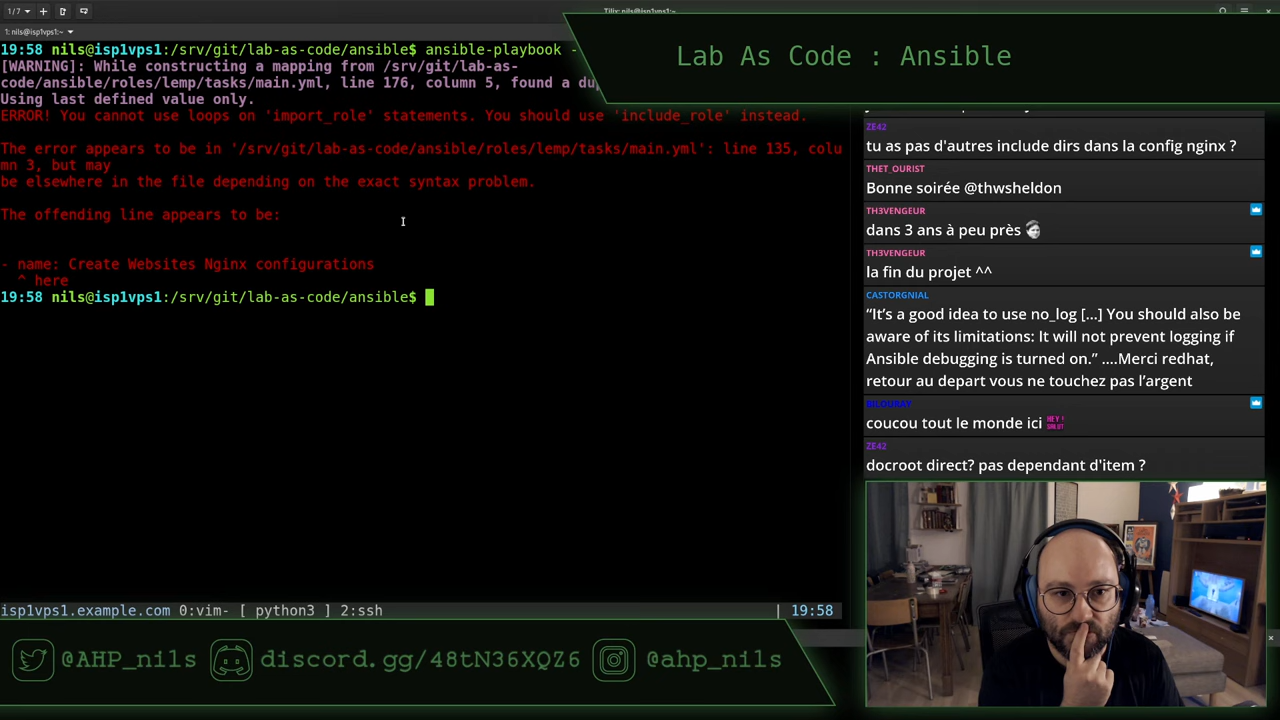 1/7
Tilix: nils@isp1vps1:~
1: nils@isp1vps1:~
19:58 nils@isp1vps1:/srv/git/lab-as-code/ansible$ ansible-playbook -
[WARNING]: While constructing a mapping from /srv/git/lab-as-
code/ansible/roles/lemp/tasks/main.yml, line 176, column 5, found a du
Using last defined value only.
ERROR! You cannot use loops on 'import_role' statements. You should use 'include_role' instead.
The error appears to be in '/srv/git/lab-as-code/ansible/roles/lemp/tasks/main.yml': line 135, colu
mn 3, but may
be elsewhere in the file depending on the exact syntax problem.
The offending line appears to be:
- name: Create Websites Nginx configurations
^ here
19:58 nils@isp1vps1:/srv/git/lab-as-code/ansible$
isp1vps1.example.com 0:vim- [ python3 ] 2:ssh | 19:58
Lab As Code : Ansible
ZE42
tu as pas d'autres include dirs dans la config nginx ?
THET_OURIST
Bonne soirée @thwsheldon
TH3VENGEUR
dans 3 ans à peu près
TH3VENGEUR
la fin du projet ^^
CASTORGNIAL
“It’s a good idea to use no_log [...] You should also be
aware of its limitations: It will not prevent logging if
Ansible debugging is turned on.” ....Merci redhat,
retour au depart vous ne touchez pas l’argent
BILOURAY
coucou tout le monde ici
ZE42
docroot direct? pas dependant d'item ?
@AHP_nils
discord.gg/48tN36XQZ6
@ahp_nils